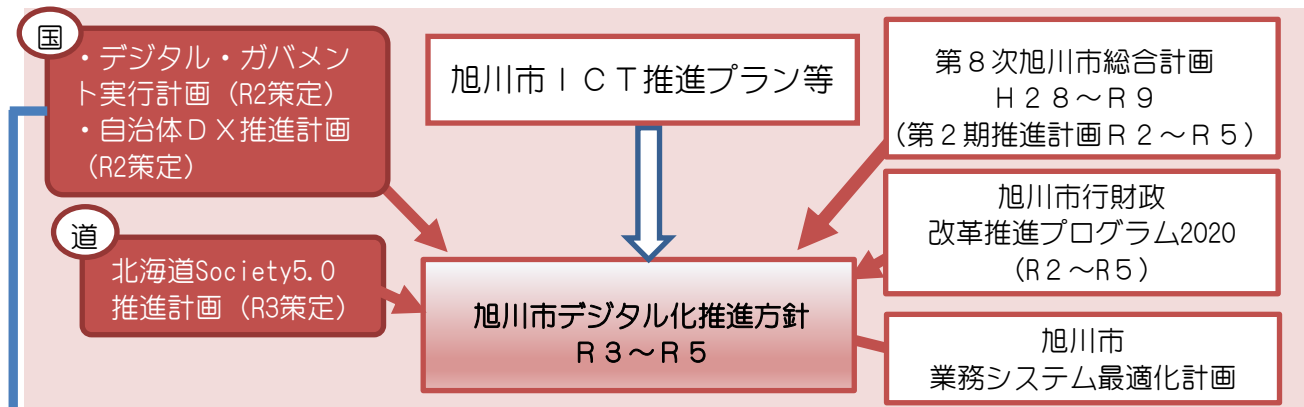 国
・デジタル・ガバメン
ト実行計画（R2策定）
・自治体ＤＸ推進計画
（R2策定）
道
北海道Society5.0
推進計画（R3策定）
旭川市ＩＣＴ推進プラン等
旭川市デジタル化推進方針
Ｒ３～Ｒ５
第８次旭川市総合計画
Ｈ２８～Ｒ９
（第２期推進計画Ｒ２～Ｒ５）
旭川市行財政
改革推進プログラム2020
（Ｒ２～Ｒ５）
旭川市
業務システム最適化計画